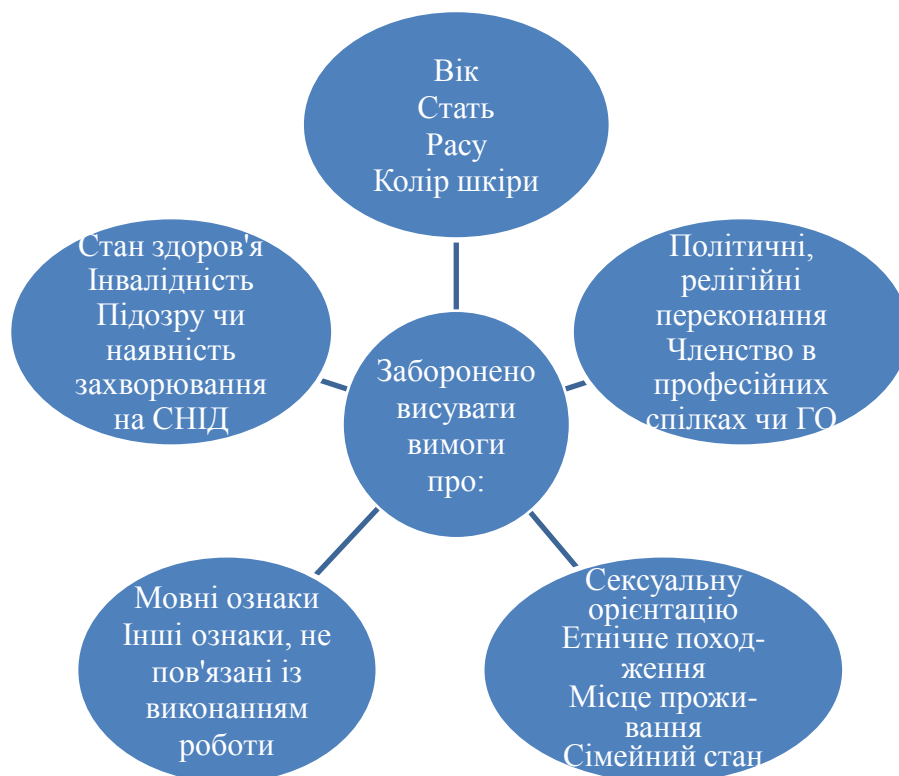 Вік
Стать
Расу
Колір шкіри
Стан здоров'я
Інвалідність
Підозру чи
наявність
захворювання
на СНІД
Політичні,
релігійні
переконання
Членство в
професійних
спілках чи ГО
Заборонено
висувати
вимоги
про:
Мовні ознаки
Інші ознаки, не
пов'язані із
виконанням
роботи
Сексуальну
орієнтацію
Етнічне поход-
ження
Місце прожи-
вання
Сімейний стан